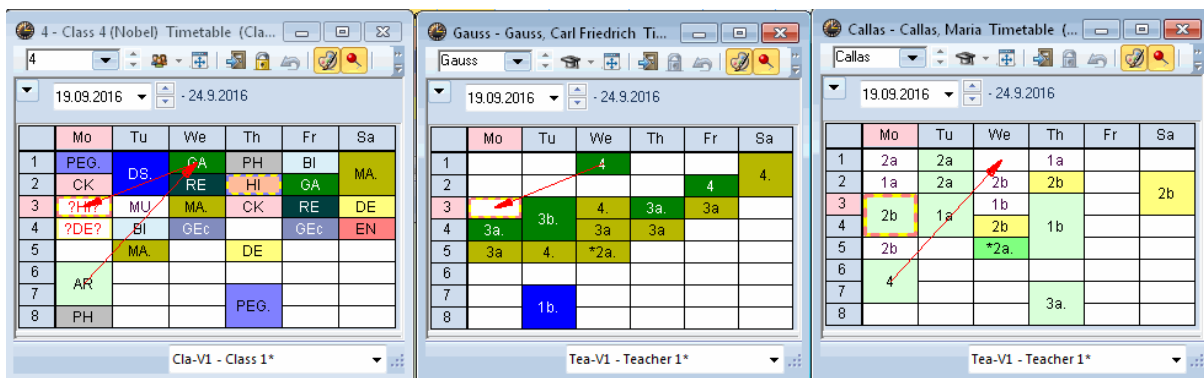 4 - Class 4 (Nobel) Timetable (Cla...
4
19.09.2016 - 24.9.2016
Mo Tu We Th Fr Sa
1 PEG. DS. GA PH BI MA.
2 CK RE HI GA
3 ?HI? MU MA. CK RE DE
4 ?DE? BI GEc GEc EN
5 MA. DE
6 AR
7 PEG.
8 PH
Cla-V1 - Class 1*
Gauss - Gauss, Carl Friedrich Ti...
Gauss
19.09.2016 - 24.9.2016
Mo Tu We Th Fr Sa
1 4 4.
2 4
3 3b. 4. 3a. 3a
4 3a. 3a 3a
5 3a 4. *2a.
6
7 1b.
8
Tea-V1 - Teacher 1*
Callas - Callas, Maria Timetable (...
Callas
19.09.2016 - 24.9.2016
Mo Tu We Th Fr Sa
1 2a 2a 1a
2 1a 2a 2b 2b 2b
3 2b 1a 1b 1b
4 2b
5 2b *2a.
6 4
7 3a.
8
Tea-V1 - Teacher 1*